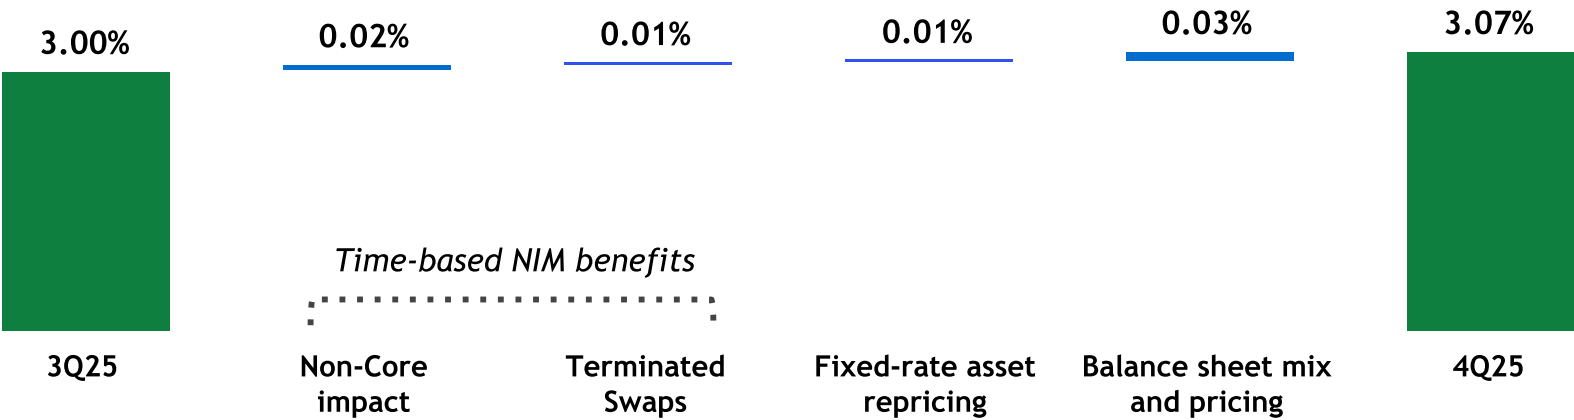 3.00%
0.02%
0.01%
0.01%
0.03%
3.07%
Time-based NIM benefits
3Q25
Non-Core
impact
Terminated
Swaps
Fixed-rate asset
repricing
Balance sheet mix
and pricing
4Q25